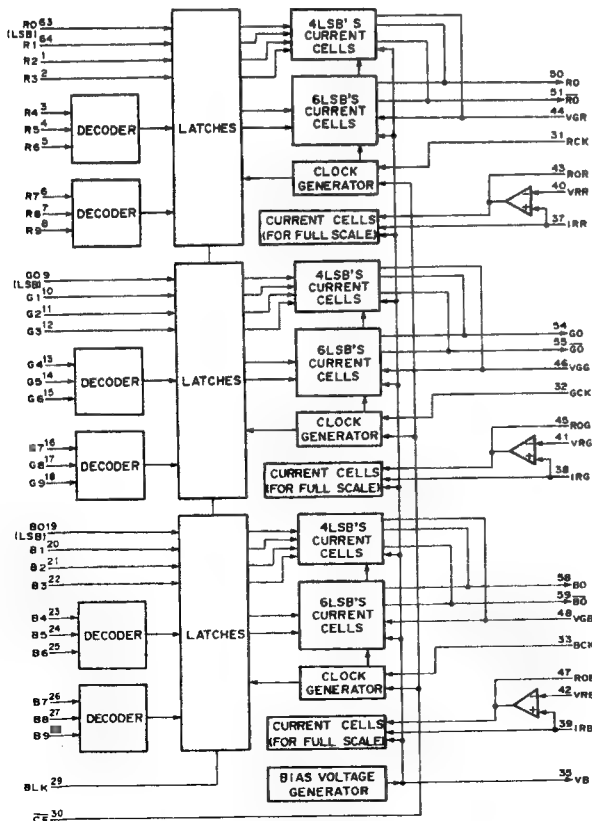 R0 63
(LSB)
R1 64
R2 1
R3 2
R4 3
R5 4
R6 5
DECODER
R7 6
R8 7
R9 8
DECODER
LATCHES
4LSB'S
CURRENT
CELLS
6LSB'S
CURRENT
CELLS
CLOCK
GENERATOR
CURRENT CELLS
(FOR FULL SCALE)
50 RO
51 RO
44 VGR
31 RCK
43 ROR
40 VRR
37 IRR
G0 9
(LSB)
G1 10
G2 11
G3 12
G4 13
G5 14
G6 15
DECODER
7 16
G8 17
G9 18
DECODER
LATCHES
4LSB'S
CURRENT
CELLS
6LSB'S
CURRENT
CELLS
CLOCK
GENERATOR
CURRENT CELLS
(FOR FULL SCALE)
54 GO
55 GO
46 VGG
32 GCK
45 ROG
41 VRG
38 IRG
B0 19
(LSB)
B1 20
B2 21
B3 22
B4 23
B5 24
B6 25
DECODER
B7 26
B8 27
B9
DECODER
LATCHES
4LSB'S
CURRENT
CELLS
6LSB'S
CURRENT
CELLS
CLOCK
GENERATOR
CURRENT CELLS
(FOR FULL SCALE)
58 BO
59 BO
48 VGB
33 BCK
47 ROB
42 VRB
39 IRB
BIAS VOLTAGE
GENERATOR
35 VB
BLK 29
CE 30